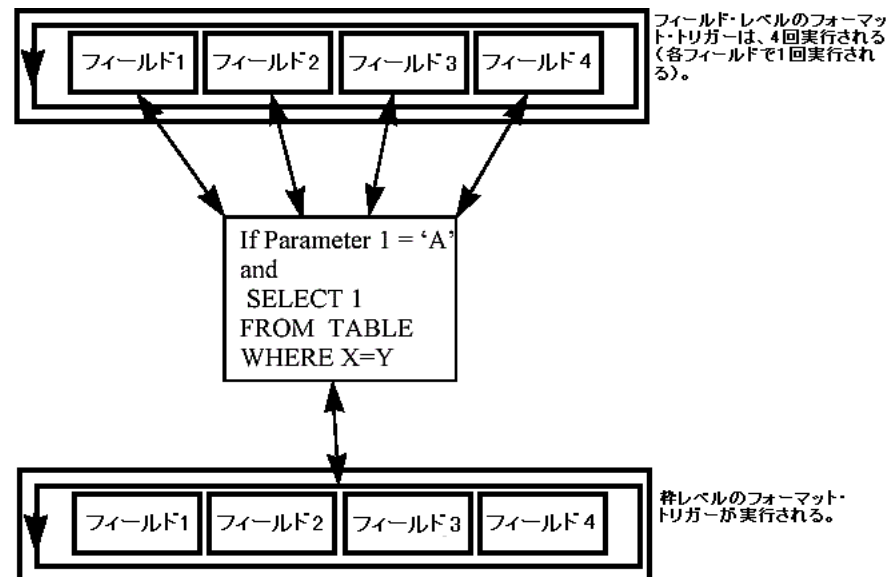 フィールド1 フィールド2 フィールド3 フィールド4
フィールド・レベルのフォーマッ
ト・トリガーは、4回実行される
(各フィールドで1回実行され
る)。
If Parameter 1 = ‘A’
and
SELECT 1
FROM TABLE
WHERE X=Y
フィールド1 フィールド2 フィールド3 フィールド4
枠レベルのフォーマット・
トリガーが実行される。